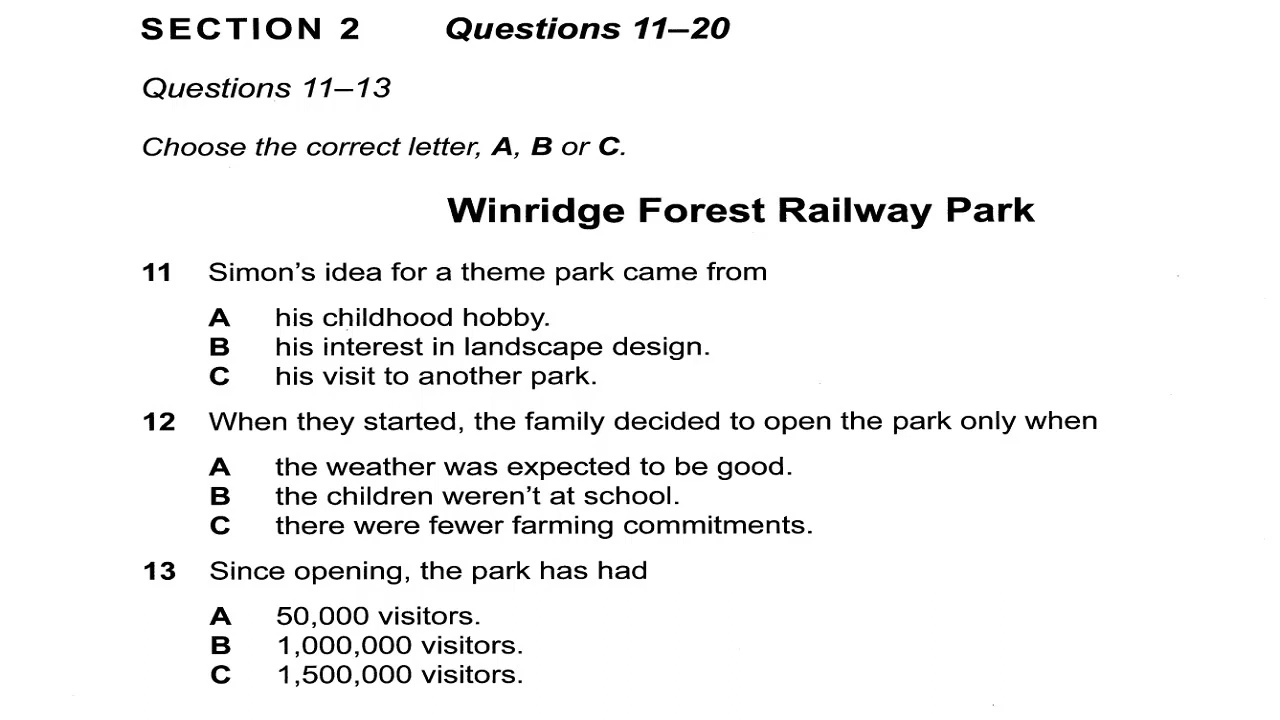 SECTION 2 Questions 11–20
Questions 11–13
Choose the correct letter, A, B or C.
Winridge Forest Railway Park
11 Simon's idea for a theme park came from
A his childhood hobby.
B his interest in landscape design.
C his visit to another park.
12 When they started, the family decided to open the park only when
A the weather was expected to be good.
B the children weren't at school.
C there were fewer farming commitments.
13 Since opening, the park has had
A 50,000 visitors.
B 1,000,000 visitors.
C 1,500,000 visitors.